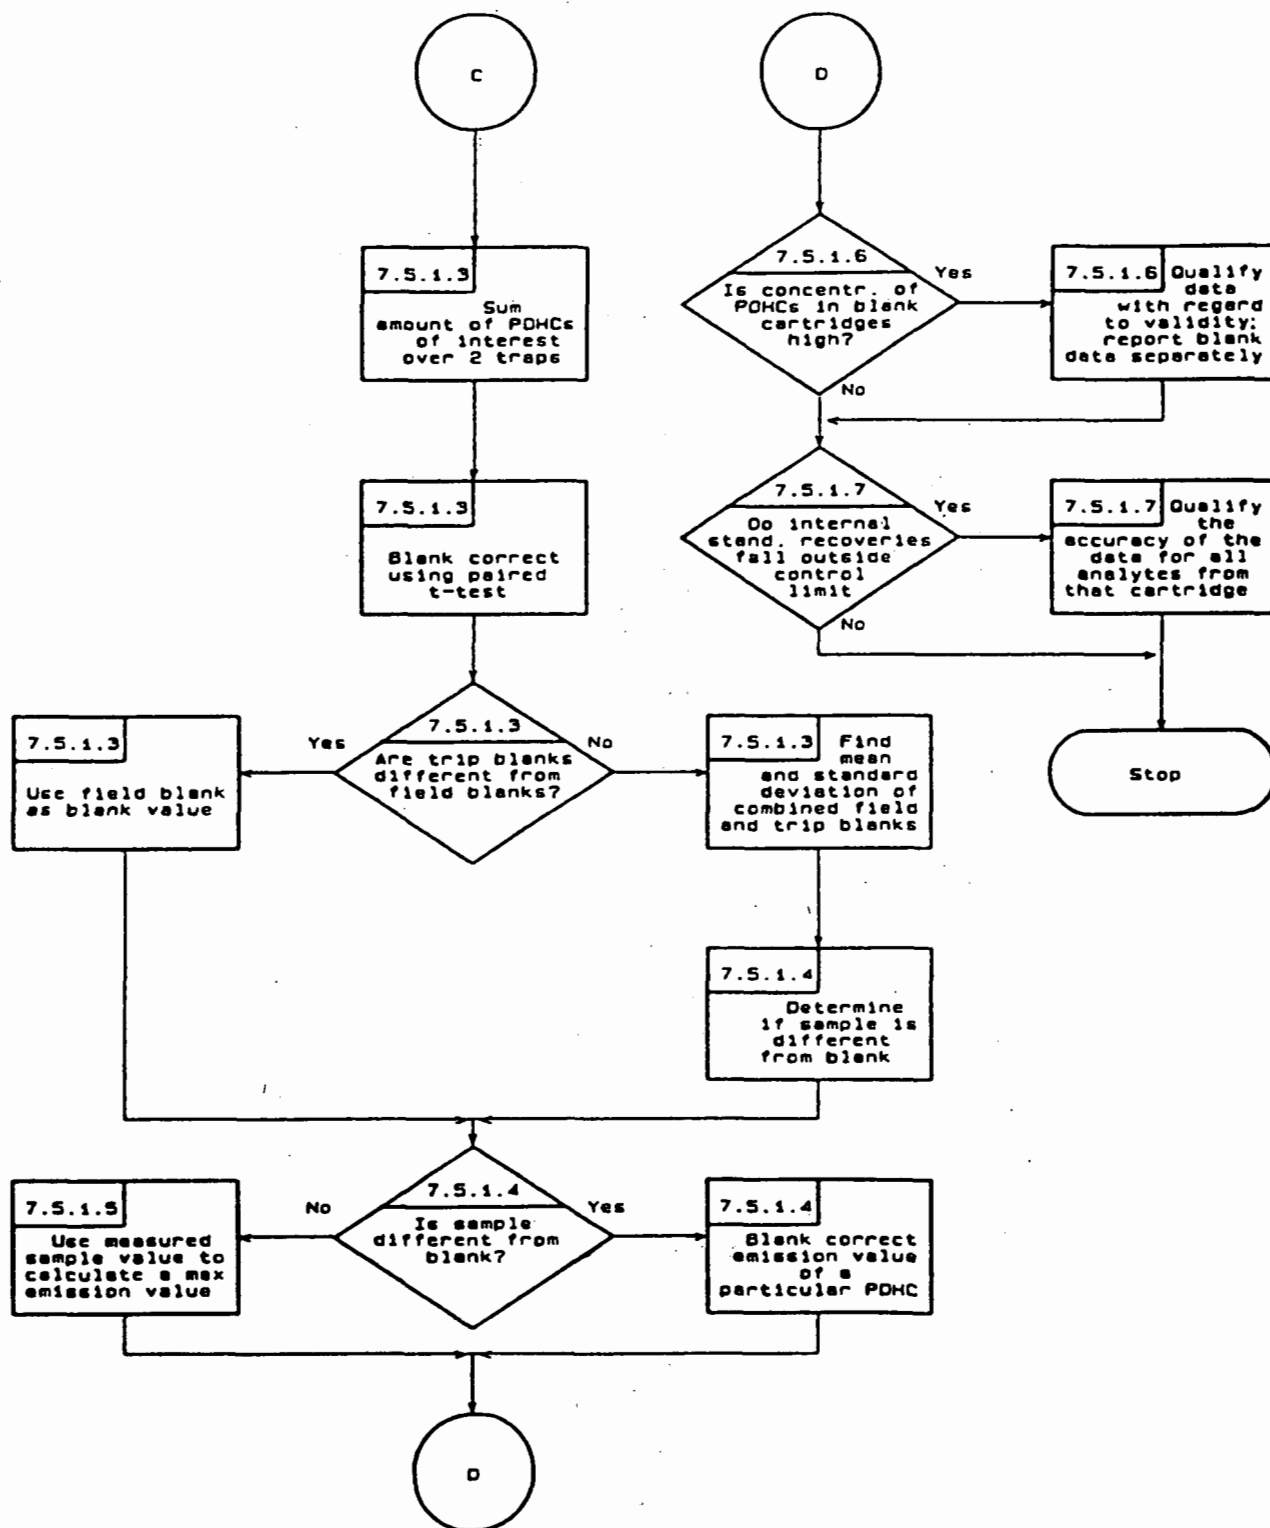 C
7.5.1.3
Sum
amount of POHCs
of interest
over 2 traps
7.5.1.3
Blank correct
using paired
t-test
7.5.1.3
Are trip blanks
different from
field blanks?
Yes
No
7.5.1.3
Use field blank
as blank value
7.5.1.3 Find
mean
and standard
deviation of
combined field
and trip blanks
7.5.1.4
Determine
if sample is
different
from blank
7.5.1.4
Is sample
different from
blank?
No
Yes
7.5.1.5
Use measured
sample value to
calculate a max
emission value
7.5.1.4
Blank correct
emission value
of a
particular POHC
D
D
7.5.1.6
Is concentr. of
POHCs in blank
cartridges
high?
Yes
No
7.5.1.6 Qualify
data
with regard
to validity;
report blank
data separately
7.5.1.7
Do internal
stand. recoveries
fall outside
control
limit
Yes
No
7.5.1.7 Qualify
the
accuracy of the
data for all
analytes from
that cartridge
Stop